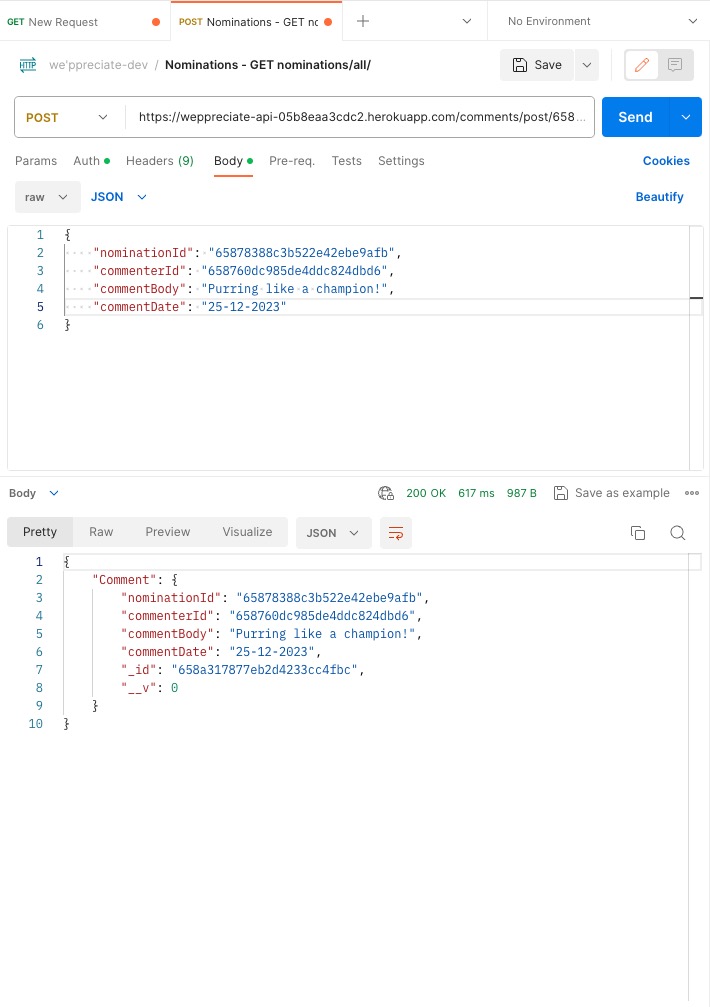 GET New Request
POST Nominations - GET nc
No Environment
HTTP we'ppreciate-dev / Nominations - GET nominations/all/
Save
POST https://weppreciate-api-05b8eaa3cdc2.herokuapp.com/comments/post/658... Send
Params Auth Headers (9) Body Pre-req. Tests Settings Cookies
raw JSON Beautify
1 {
2 "nominationId": "65878388c3b522e42ebe9afb",
3 "commenterId": "658760dc985de4ddc824dbd6",
4 "commentBody": "Purring like a champion!",
5 "commentDate": "25-12-2023"
6 }
Body 200 OK 617 ms 987 B Save as example
Pretty Raw Preview Visualize JSON
1 {
2 "Comment": {
3 "nominationId": "65878388c3b522e42ebe9afb",
4 "commenterId": "658760dc985de4ddc824dbd6",
5 "commentBody": "Purring like a champion!",
6 "commentDate": "25-12-2023",
7 "_id": "658a317877eb2d4233cc4fbc",
8 "__v": 0
9 }
10 }